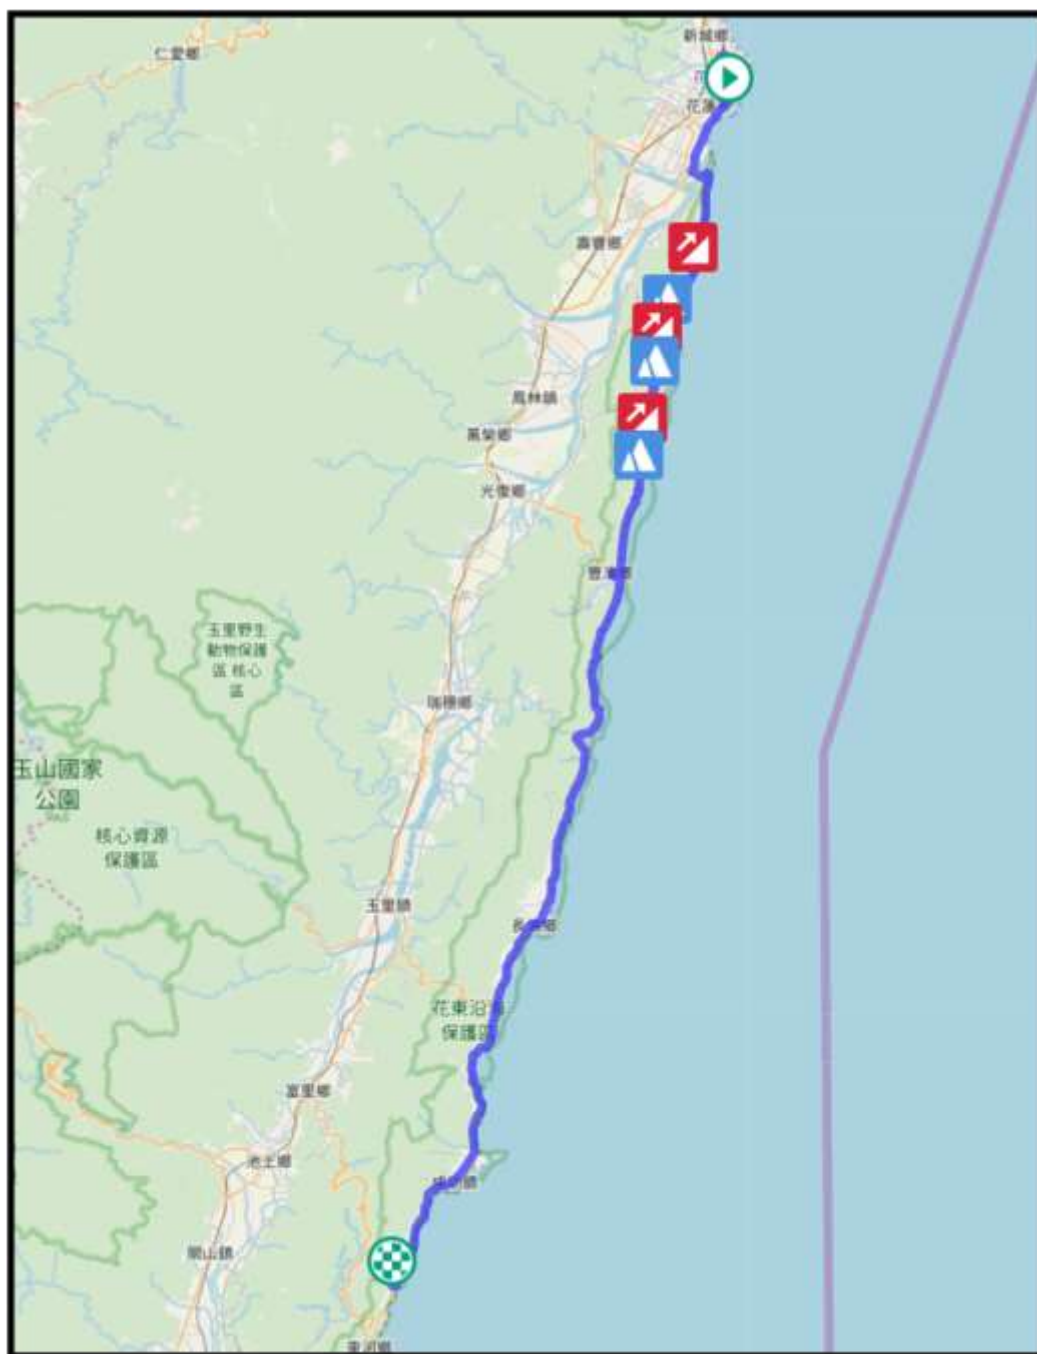 新城鄉
仁愛鄉
花
花蓮
壽豐鄉
鳳林鎮
萬榮鄉
光復鄉
豐濱鄉
玉里野生
動物保護
區 核心
區
瑞穗鄉
玉山國家
公園
核心資源
保護區
玉里鎮
長濱鄉
花東沿海
保護區
富里鄉
池上鄉
成功鎮
關山鎮
東河鄉